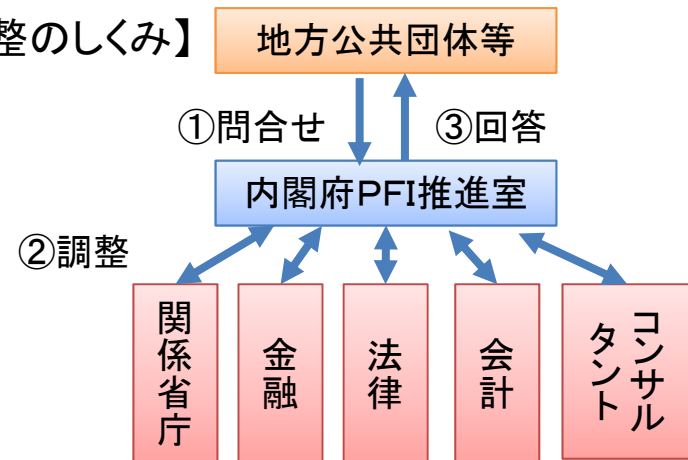 整のしくみ】
地方公共団体等
①問合せ
③回答
内閣府PFI推進室
②調整
関係省庁
金融
法律
会計
コンサル
タント